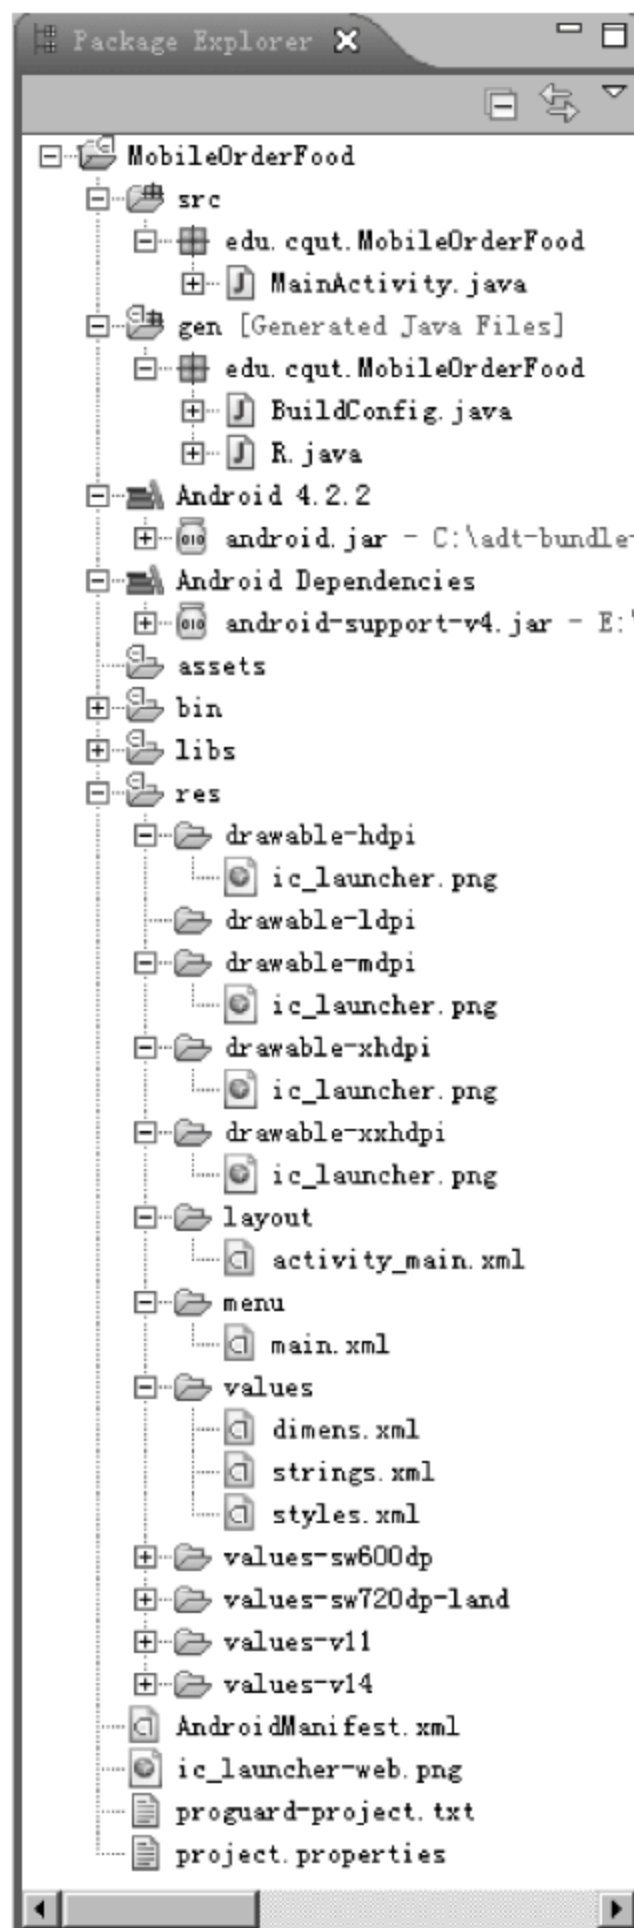 Package Explorer
MobileOrderFood
src
edu.cqut.MobileOrderFood
MainActivity.java
gen [Generated Java Files]
edu.cqut.MobileOrderFood
BuildConfig.java
R.java
Android 4.2.2
android.jar - C:\adt-bundle-
Android Dependencies
android-support-v4.jar - E:\
assets
bin
libs
res
drawable-hdpi
ic_launcher.png
drawable-ldpi
drawable-mdpi
ic_launcher.png
drawable-xhdpi
ic_launcher.png
drawable-xxhdpi
ic_launcher.png
layout
activity_main.xml
menu
main.xml
values
dimens.xml
strings.xml
styles.xml
values-sw600dp
values-sw720dp-land
values-v11
values-v14
AndroidManifest.xml
ic_launcher-web.png
proguard-project.txt
project.properties